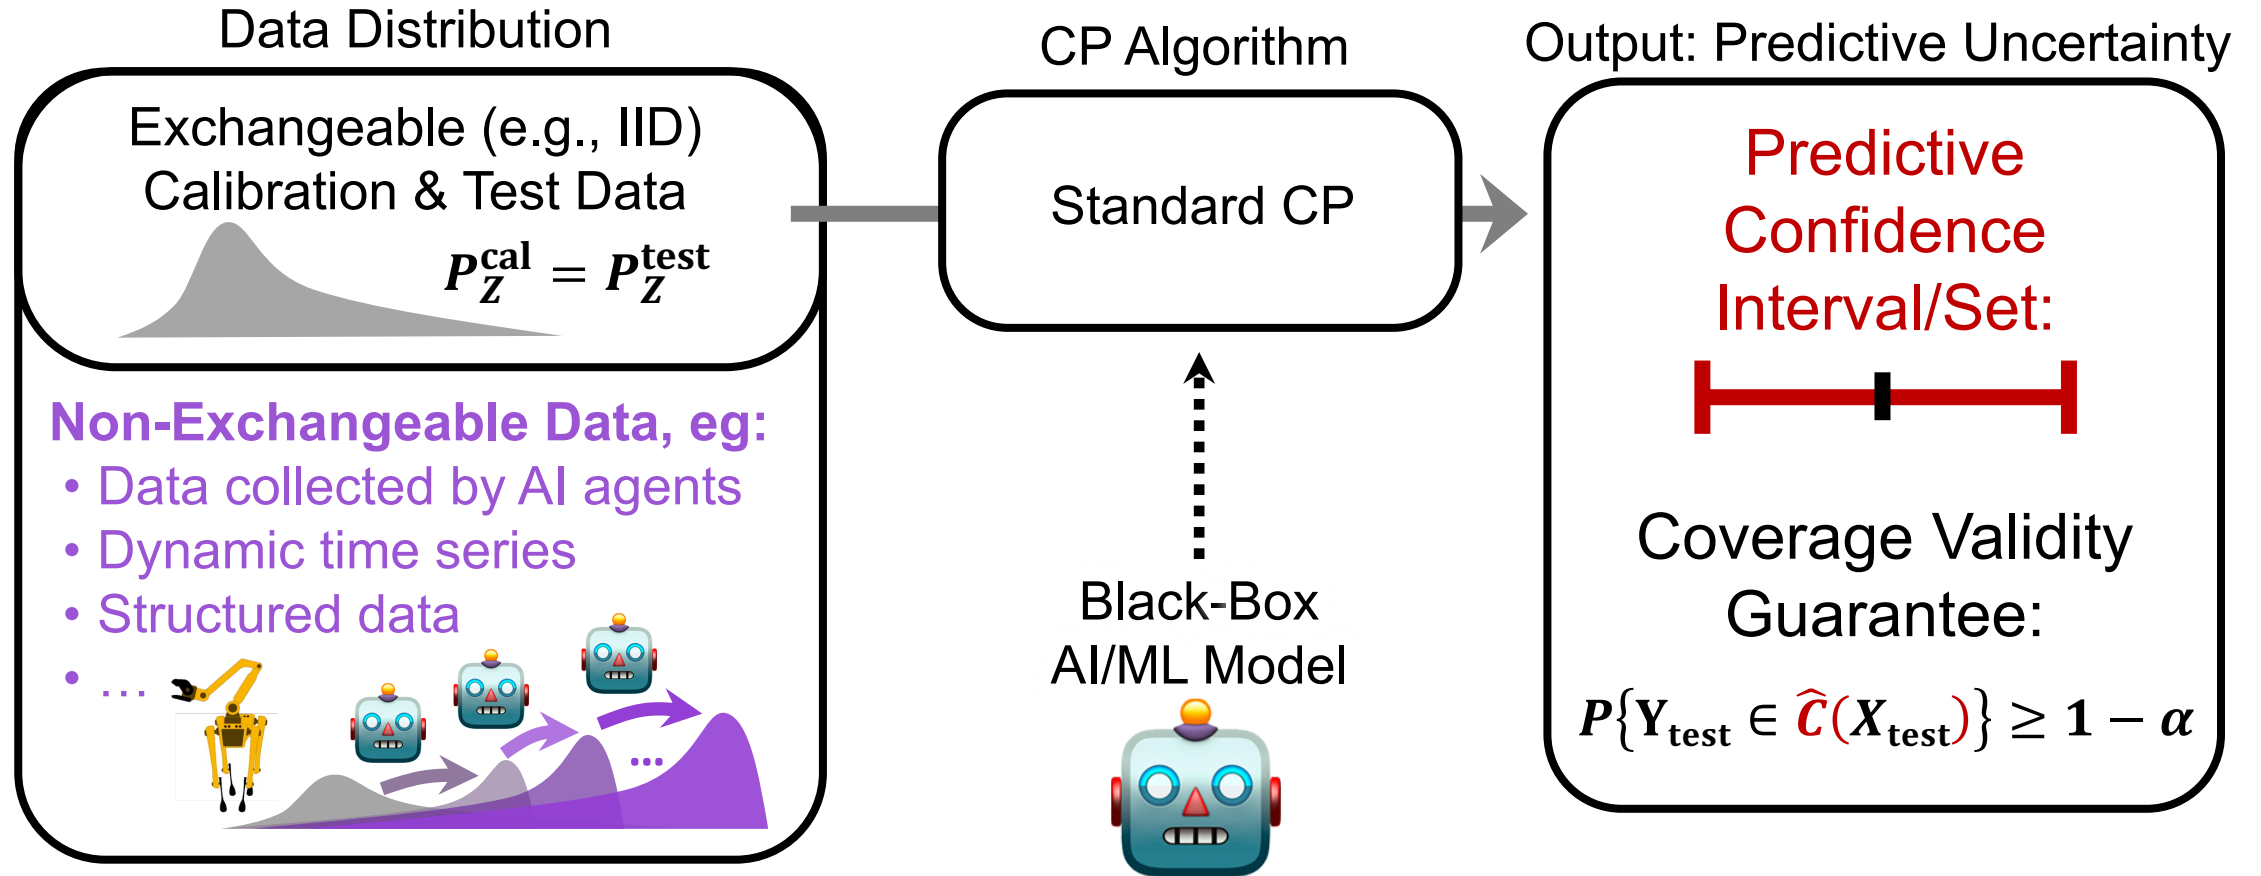 Data Distribution
Exchangeable (e.g., IID)
Calibration & Test Data
P_Z^cal = P_Z^test
Non-Exchangeable Data, eg:
• Data collected by AI agents
• Dynamic time series
• Structured data
• ...
...
CP Algorithm
Standard CP
Black-Box
AI/ML Model
Output: Predictive Uncertainty
Predictive
Confidence
Interval/Set:
Coverage Validity
Guarantee:
P{Y_test ∈ Ĉ(X_test)} ≥ 1 − α